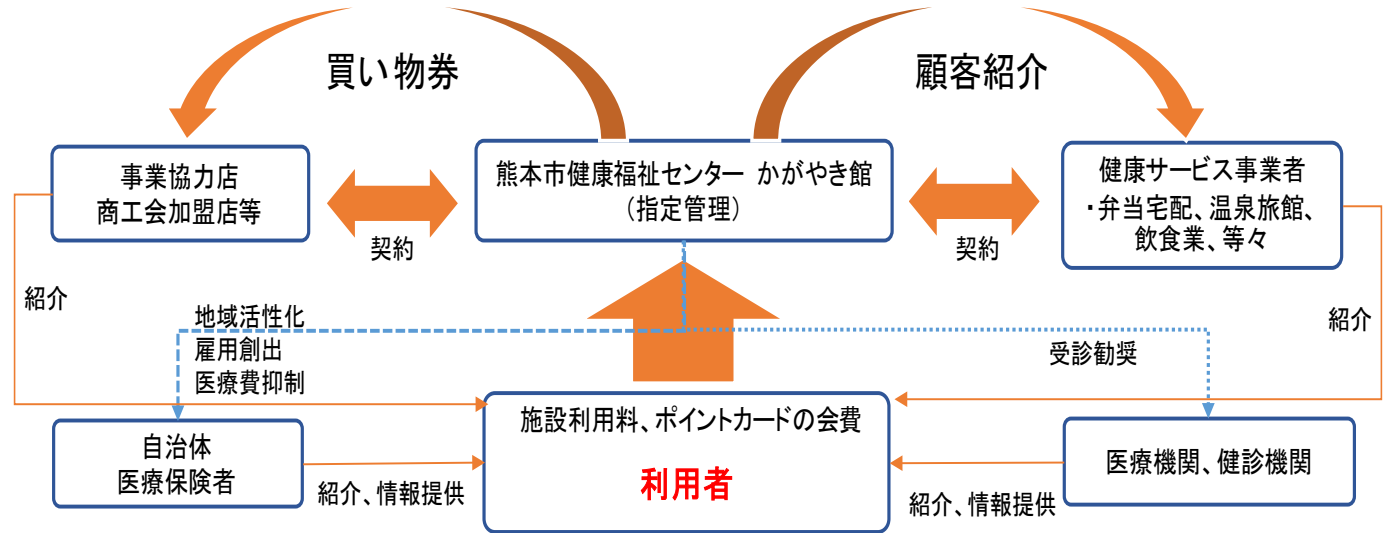 買い物券
顧客紹介
事業協力店
商工会加盟店等
熊本市健康福祉センター かがやき館
(指定管理)
健康サービス事業者
・弁当宅配、温泉旅館、
飲食業、等々
契約
契約
紹介
紹介
地域活性化
雇用創出
医療費抑制
受診勧奨
自治体
医療保険者
施設利用料、ポイントカードの会費
利用者
医療機関、健診機関
紹介、情報提供
紹介、情報提供